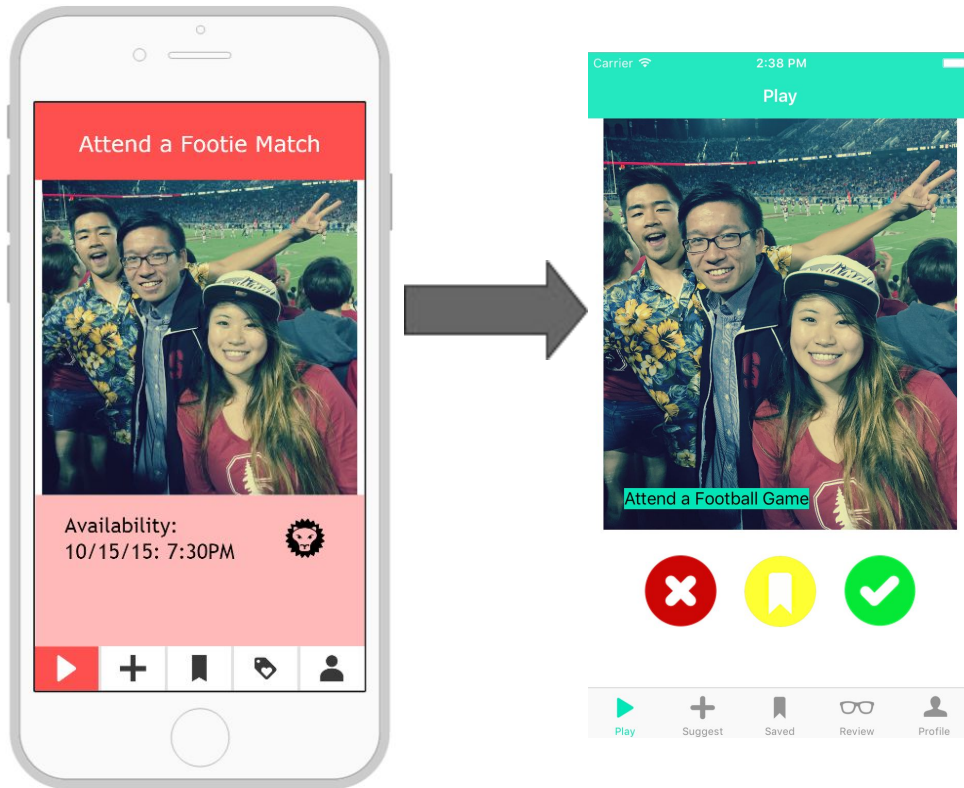 Attend a Footie Match
Availability:
10/15/15: 7:30PM
Carrier
2:38 PM
Play
Attend a Football Game
Play
Suggest
Saved
Review
Profile